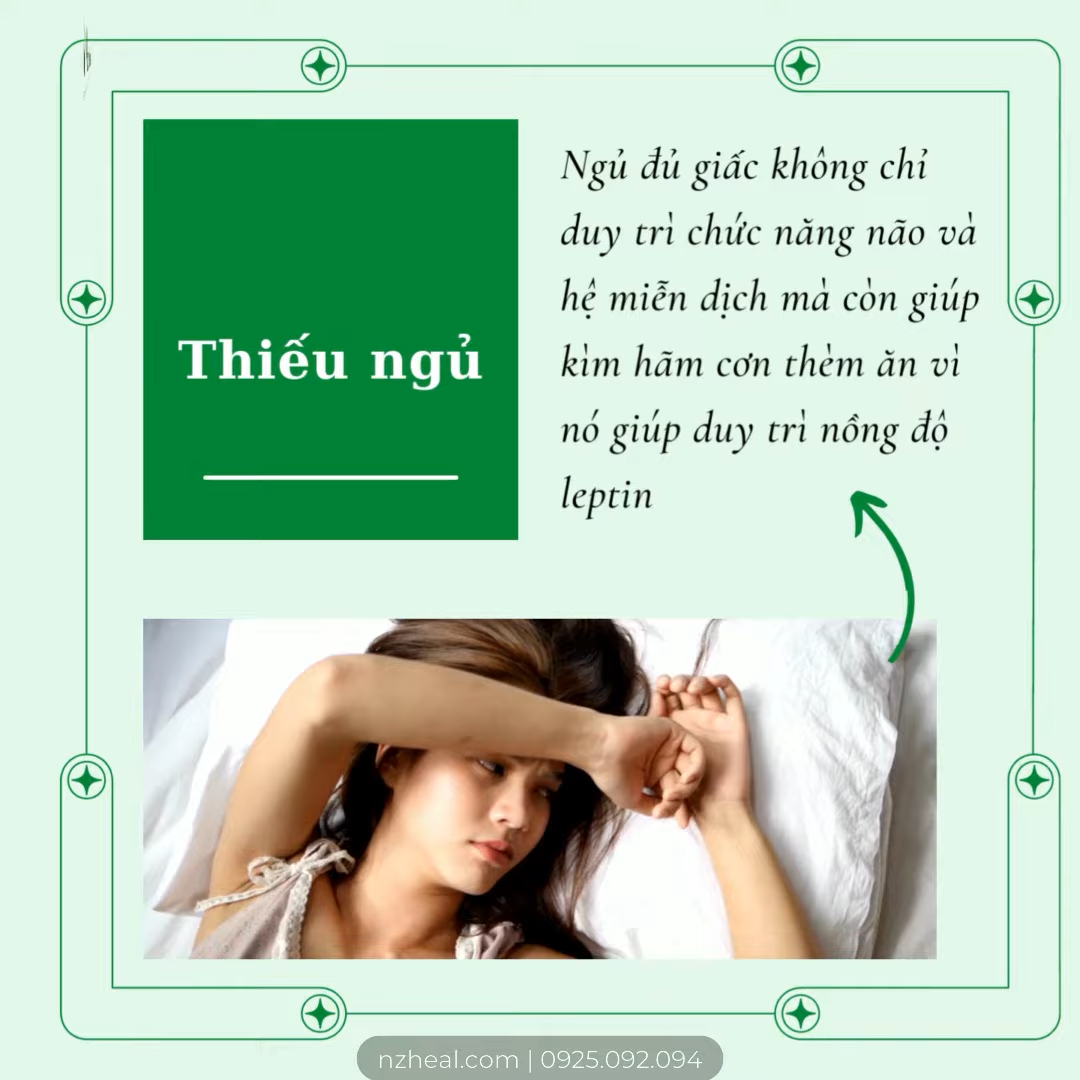 Thiếu ngủ
Ngủ đủ giấc không chỉ
duy trì chức năng não và
hệ miễn dịch mà còn giúp
kìm hãm cơn thèm ăn vì
nó giúp duy trì nồng độ
leptin
nzheal.com | 0925.092.094